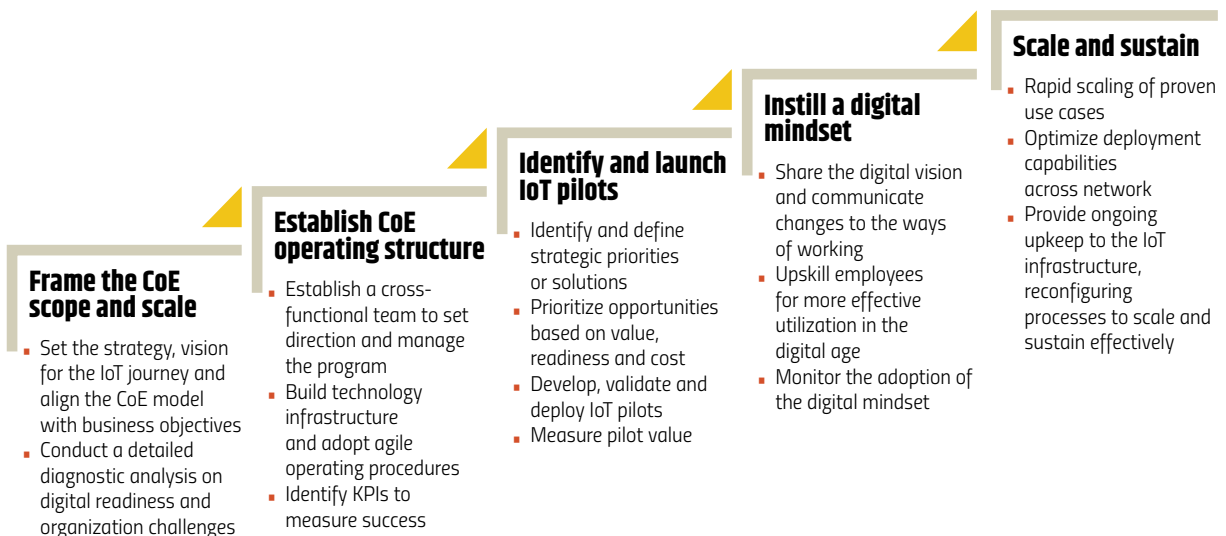 Frame the CoE
scope and scale
Set the strategy, vision
for the IoT journey and
align the CoE model
with business objectives
Conduct a detailed
diagnostic analysis on
digital readiness and
organization challenges
Establish CoE
operating structure
Establish a cross-
functional team to set
direction and manage
the program
Build technology
infrastructure
and adopt agile
operating procedures
Identify KPIs to
measure success
Identify and launch
IoT pilots
Identify and define
strategic priorities
or solutions
Prioritize opportunities
based on value,
readiness and cost
Develop, validate and
deploy IoT pilots
Measure pilot value
Instill a digital
mindset
Share the digital vision
and communicate
changes to the ways
of working
Upskill employees
for more effective
utilization in the
digital age
Monitor the adoption of
the digital mindset
Scale and sustain
Rapid scaling of proven
use cases
Optimize deployment
capabilities
across network
Provide ongoing
upkeep to the IoT
infrastructure,
reconfiguring
processes to scale and
sustain effectively